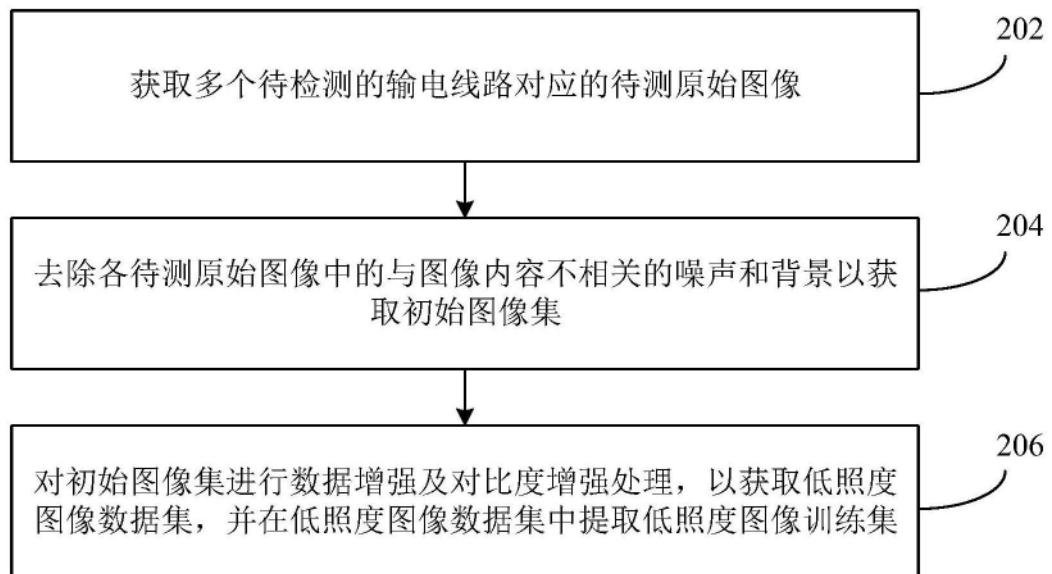 202
获取多个待检测的输电线路对应的待测原始图像
204
去除各待测原始图像中的与图像内容不相关的噪声和背景以获
取初始图像集
206
对初始图像集进行数据增强及对比度增强处理，以获取低照度
图像数据集，并在低照度图像数据集中提取低照度图像训练集